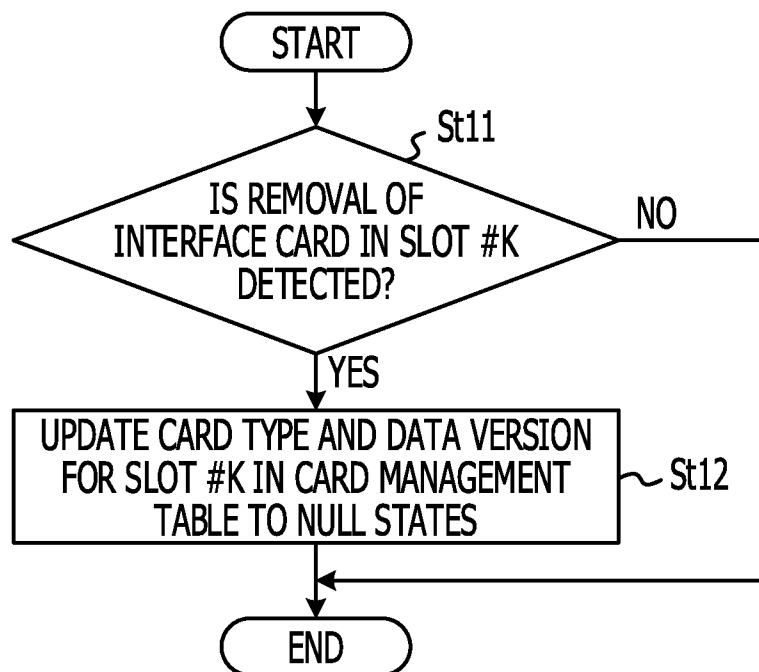 START
St11
IS REMOVAL OF
INTERFACE CARD IN SLOT #K
DETECTED?
NO
YES
UPDATE CARD TYPE AND DATA VERSION
FOR SLOT #K IN CARD MANAGEMENT
TABLE TO NULL STATES
St12
END